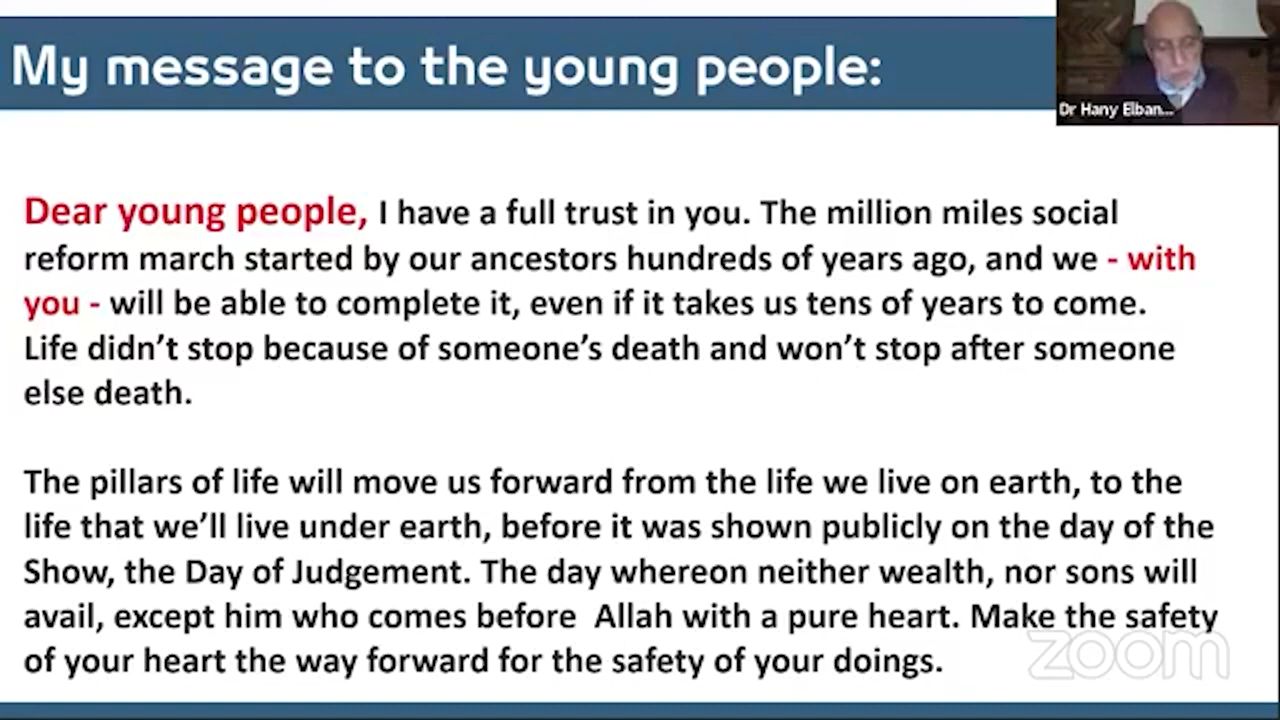 My message to the young people:
Dr Hany Elban...
Dear young people, I have a full trust in you. The million miles social
reform march started by our ancestors hundreds of years ago, and we - with
you - will be able to complete it, even if it takes us tens of years to come.
Life didn't stop because of someone's death and won't stop after someone
else death.
The pillars of life will move us forward from the life we live on earth, to the
life that we'll live under earth, before it was shown publicly on the day of the
Show, the Day of Judgement. The day whereon neither wealth, nor sons will
avail, except him who comes before  Allah with a pure heart. Make the safety
of your heart the way forward for the safety of your doings.
zoom